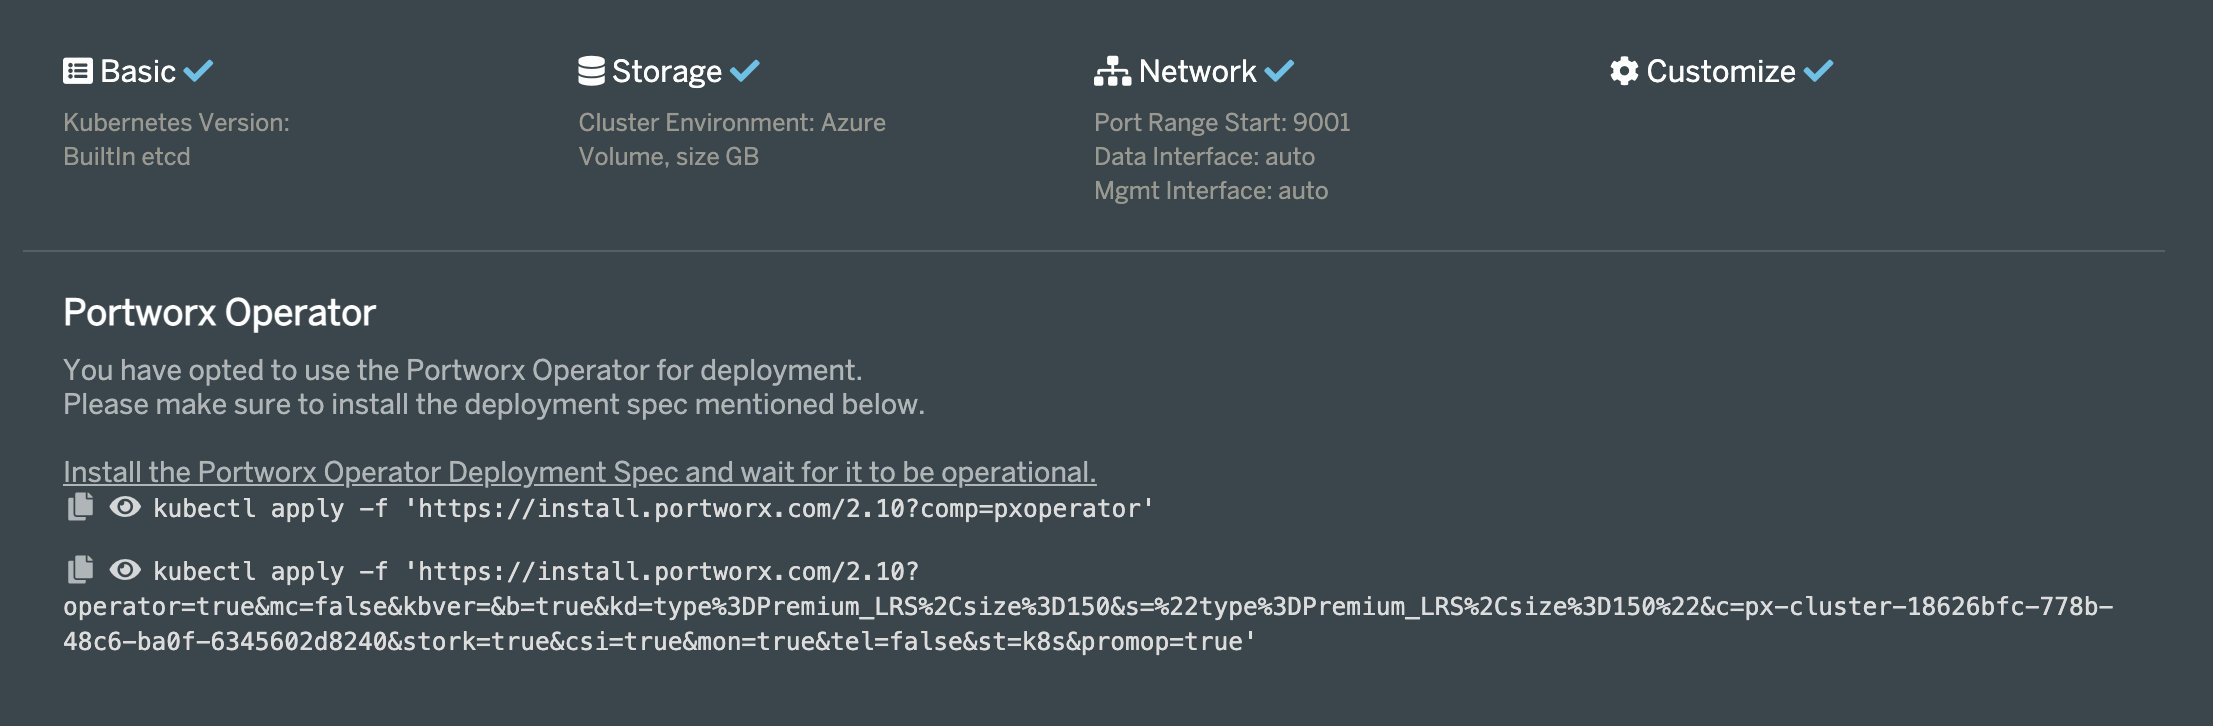 Basic
Kubernetes Version:
BuiltIn etcd
Storage
Cluster Environment: Azure
Volume, size GB
Network
Port Range Start: 9001
Data Interface: auto
Mgmt Interface: auto
Customize
Portworx Operator
You have opted to use the Portworx Operator for deployment.
Please make sure to install the deployment spec mentioned below.
Install the Portworx Operator Deployment Spec and wait for it to be operational.
kubectl apply -f 'https://install.portworx.com/2.10?comp=pxoperator'
kubectl apply -f 'https://install.portworx.com/2.10?
operator=true&mc=false&kbver=&b=true&kd=type%3DPremium_LRS%2Csize%3D150&s=%22type%3DPremium_LRS%2Csize%3D150%22&c=px-cluster-18626bfc-778b-
48c6-ba0f-6345602d8240&stork=true&csi=true&mon=true&tel=false&st=k8s&promop=true'